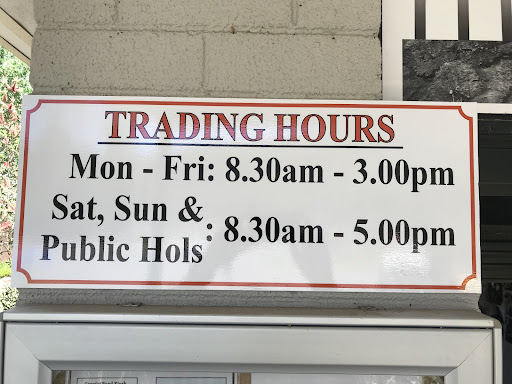 TRADING HOURS
Mon - Fri: 8.30am - 3.00pm
Sat, Sun &
Public Hols : 8.30am - 5.00pm